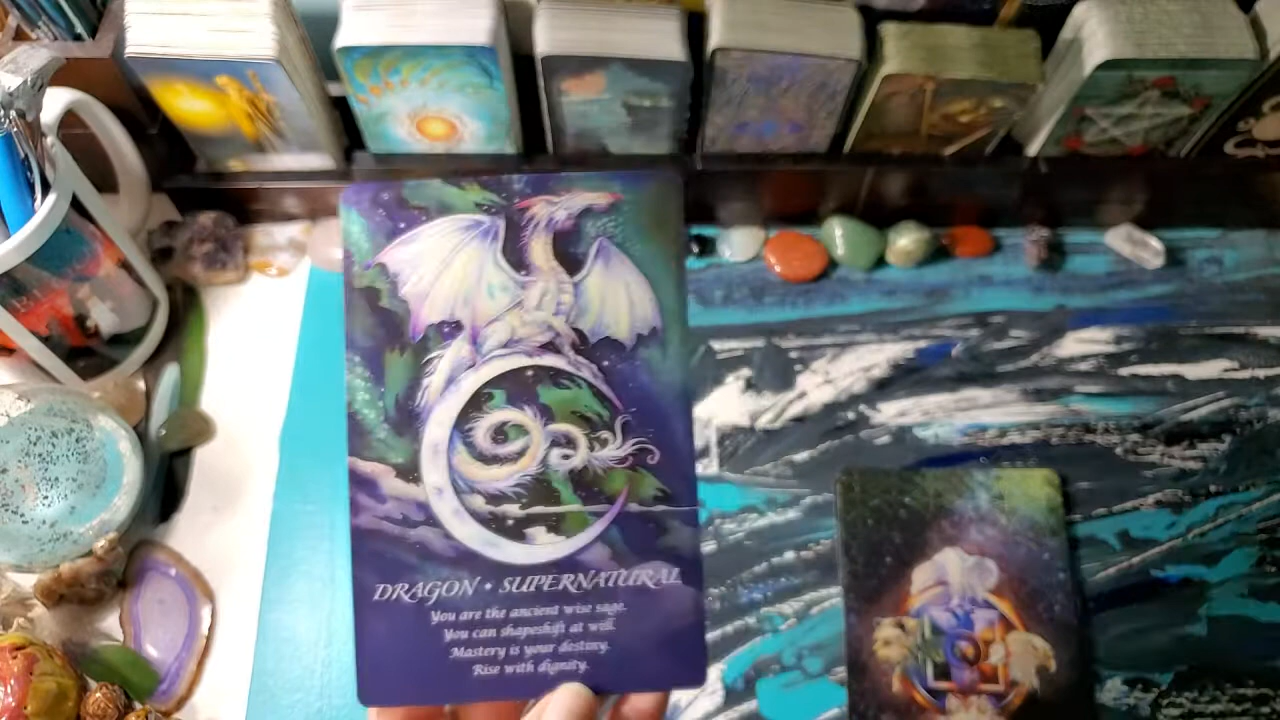 DRAGON • SUPERNATURAL
You are the ancient wise sage.
You can shapeshift at will.
Mastery is your destiny.
Rise with dignity.